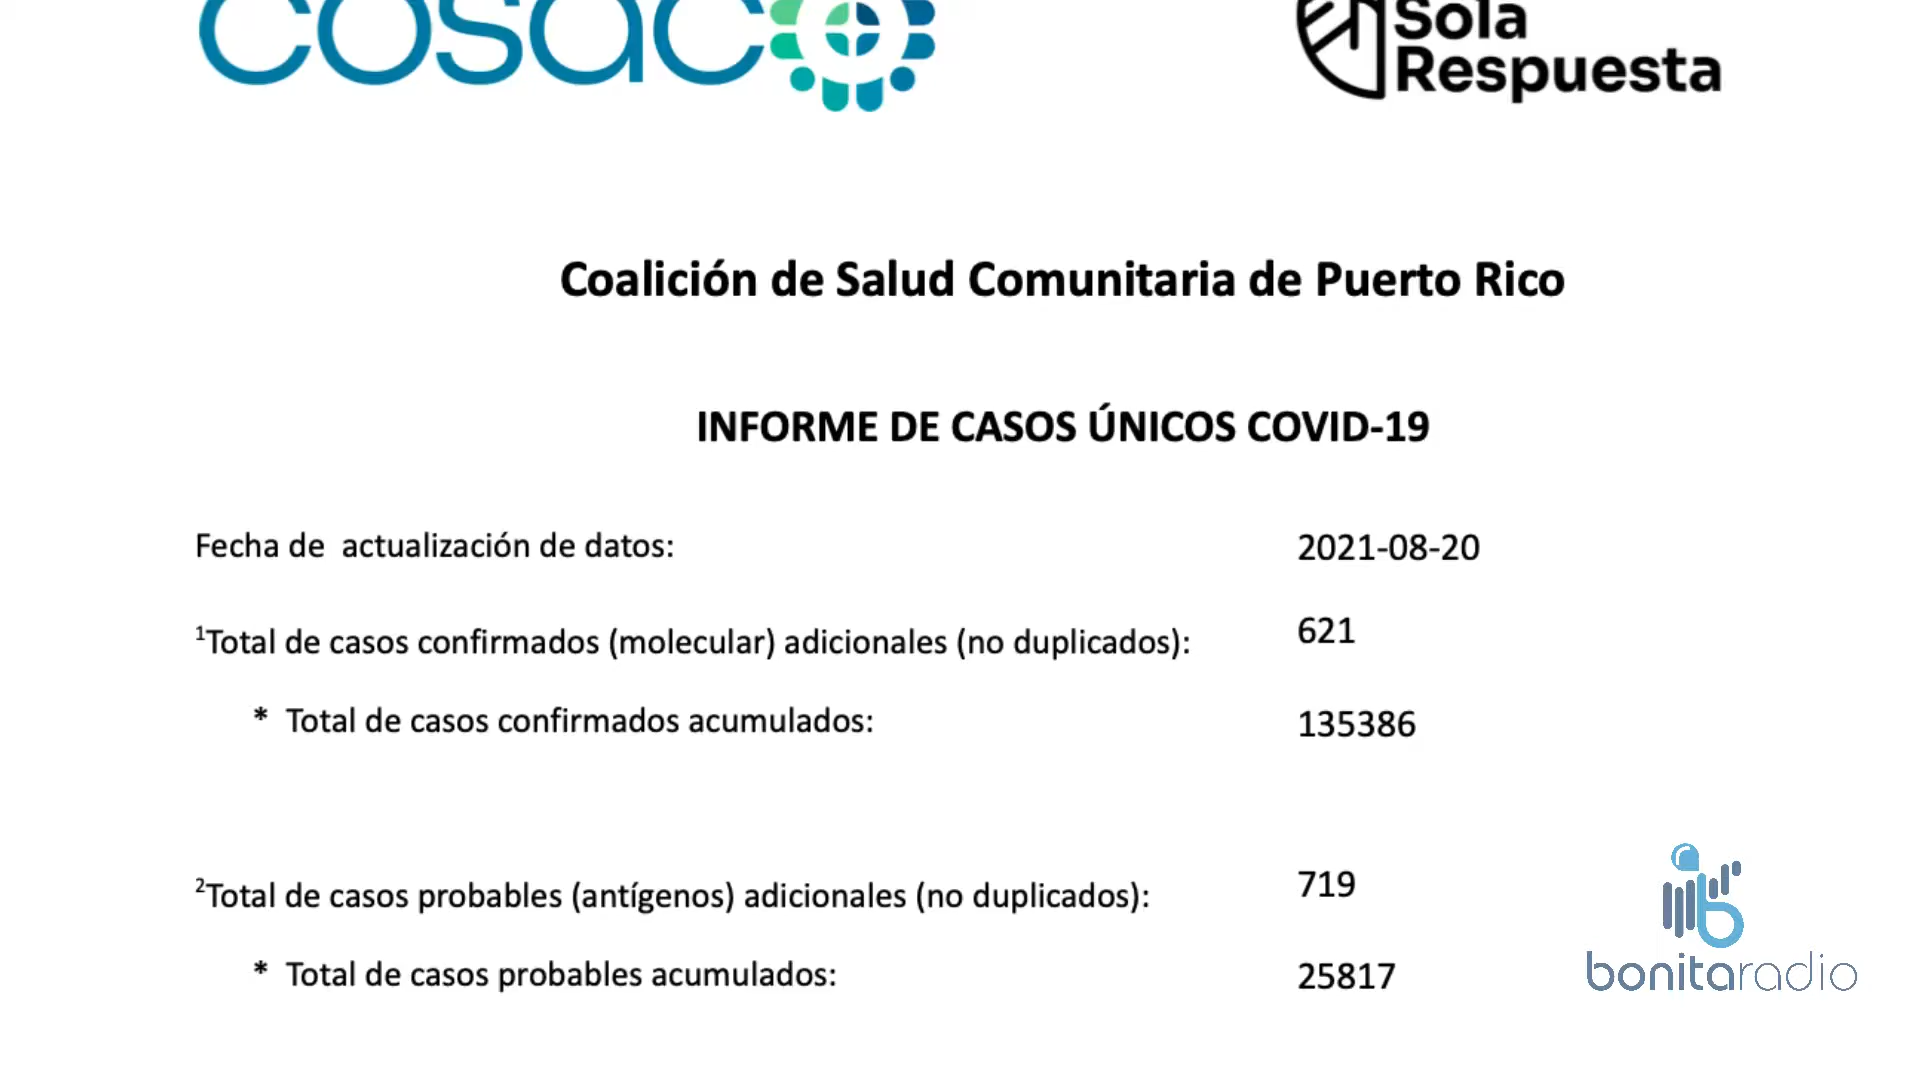 cosaco
Sola
Respuesta
Coalición de Salud Comunitaria de Puerto Rico
INFORME DE CASOS ÚNICOS COVID-19
Fecha de  actualización de datos:
2021-08-20
¹Total de casos confirmados (molecular) adicionales (no duplicados):
621
* Total de casos confirmados acumulados:
135386
²Total de casos probables (antígenos) adicionales (no duplicados):
719
* Total de casos probables acumulados:
25817
bonitaradio